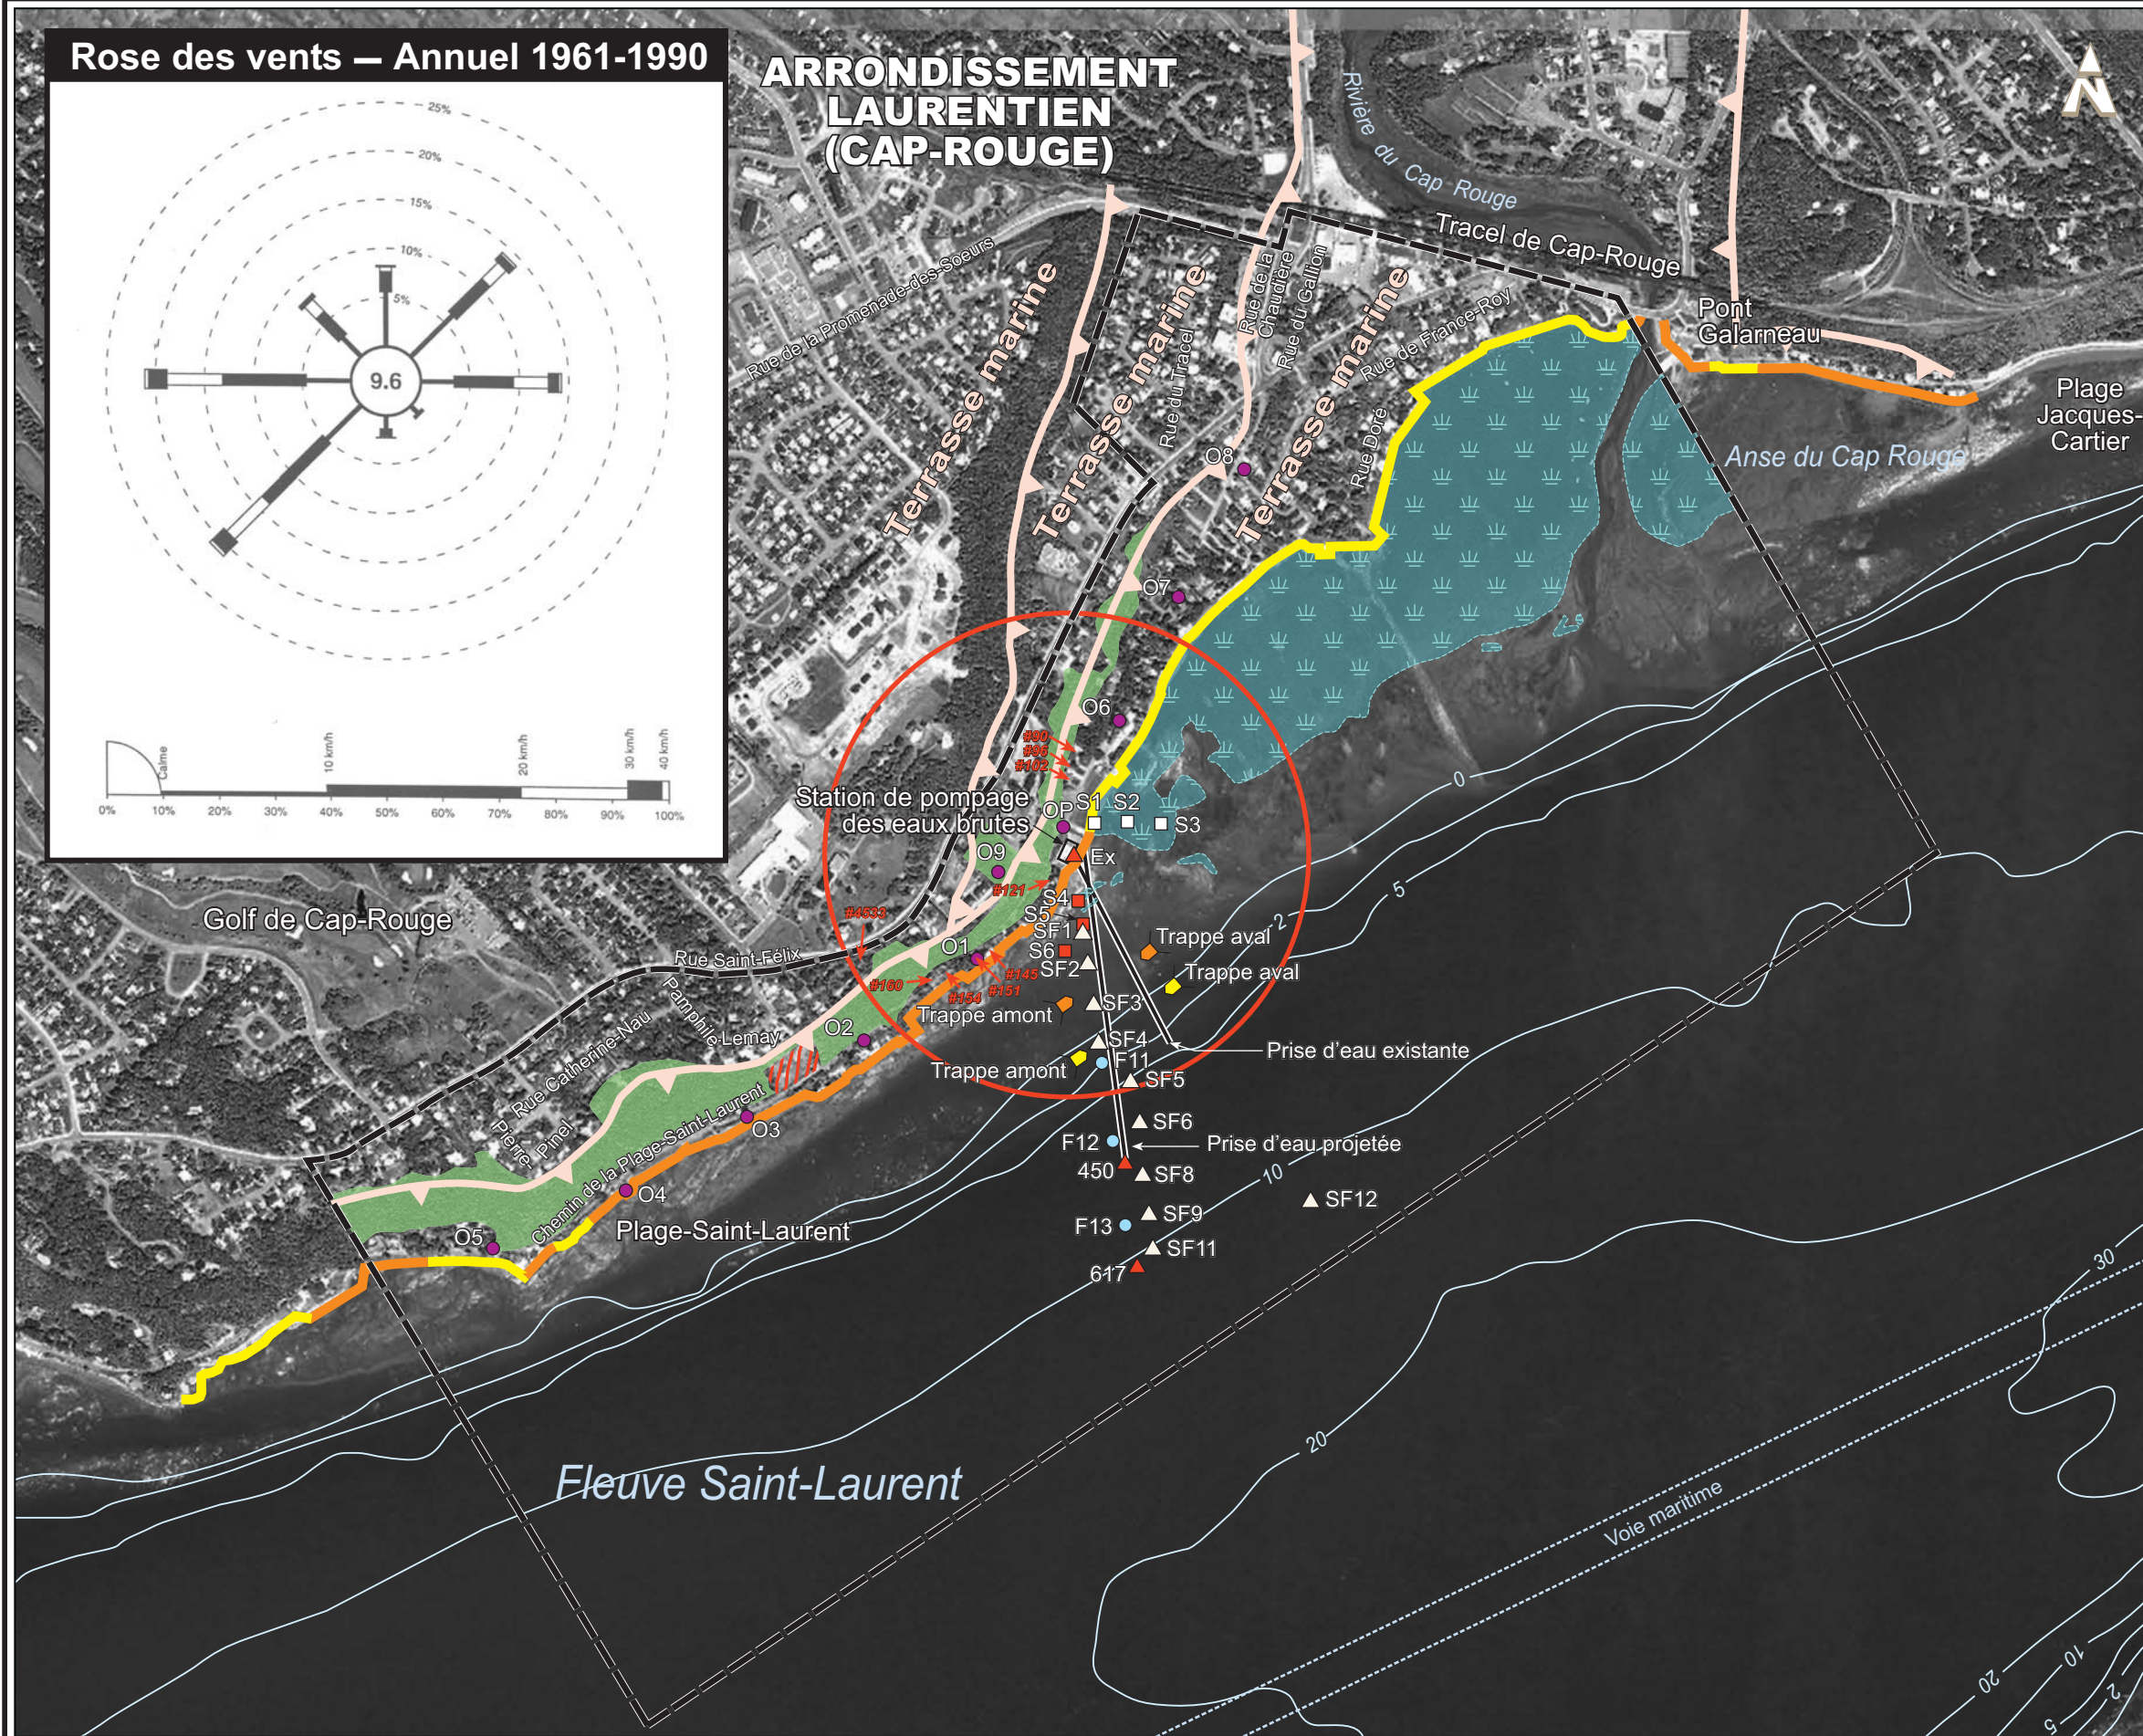 Rose des vents — Annuel 1961-1990
25%
20%
15%
10%
5%
9.6
Calme
10 km/h
20 km/h
30 km/h
40 km/h
0%
10%
20%
30%
40%
50%
60%
70%
80%
90%
100%
ARRONDISSEMENT
LAURENTIEN
(CAP-ROUGE)
N
Rivière du Cap Rouge
Tracel de Cap-Rouge
Pont
Galarneau
Plage
Jacques-
Cartier
Anse du Cap Rouge
Rue de la Promenade-des-Soeurs
Terrasse marine
Terrasse marine
Terrasse marine
Rue du Tracel
Rue de la
Chaudière
Rue du Gallion
Rue de France-Roy
Rue Doré
O8
O7
O6
#90
#96
#102
Station de pompage
des eaux brutes
OP
S1
S2
S3
Ex
O9
#121
S4
S5
SF1
S6
SF2
#4633
O1
#145
#151
#154
#160
Trappe aval
Trappe aval
Trappe amont
SF3
SF4
F11
Trappe amont
SF5
Prise d'eau existante
SF6
F12
Prise d'eau projetée
450
SF8
SF9
SF12
F13
SF11
617
Golf de Cap-Rouge
Rue Saint-Félix
Pamphile-Lemay
Rue Catherine-Nau
Pierre
Pinel
Chemin de la Plage-Saint-Laurent
O2
O3
O4
O5
Plage-Saint-Laurent
0
2
5
10
20
30
Fleuve Saint-Laurent
Voie maritime
20
10
5
2